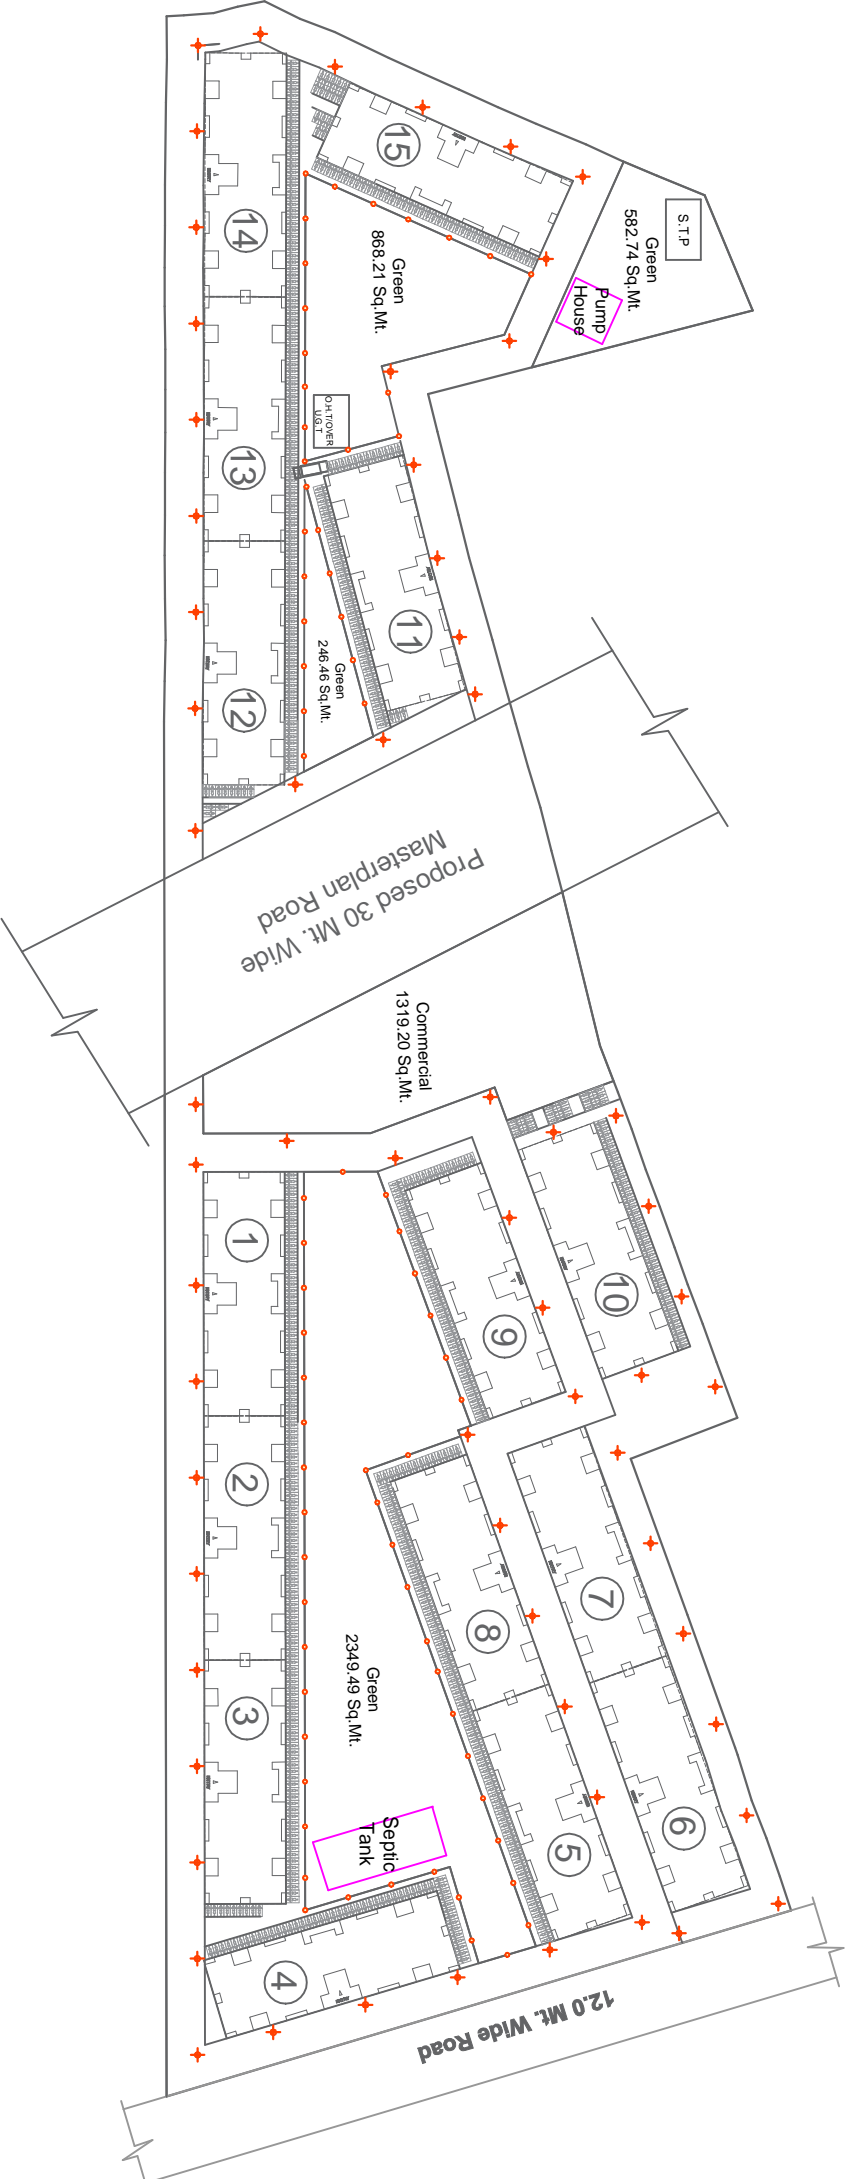 15
S.T.P
Green
582.74 Sq.Mt.
14
Green
868.21 Sq.Mt.
Pump
House
O.H.T/OVER
U.G.T
13
11
Green
246.46 Sq.Mt.
12
Proposed 30 Mt. Wide
Masterplan Road
Commercial
1319.20 Sq.Mt.
1
10
9
2
7
8
Green
2349.49 Sq.Mt.
3
6
Septic
Tank
5
4
12.0 Mt. Wide Road